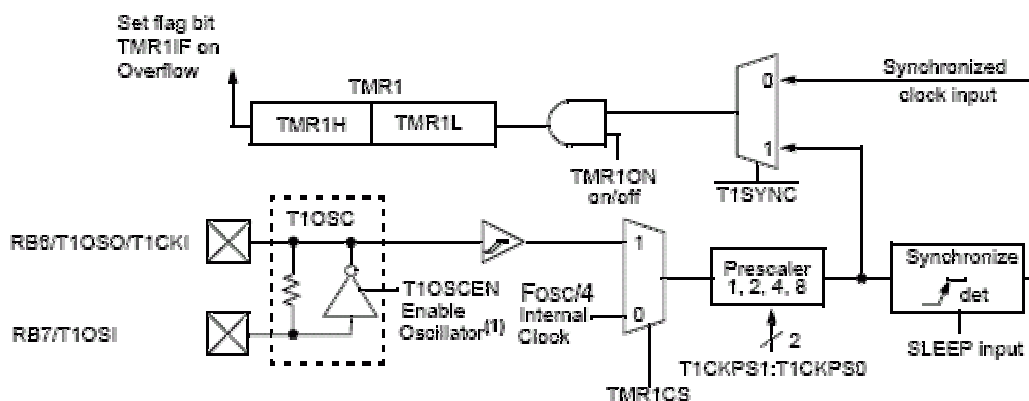 Set flag bit
TMR1IF on
Overflow
TMR1
TMR1H
TMR1L
TMR1ON
on/off
0
1
T1SYNC
Synchronized
clock input
T1OSC
RB6/T1OSO/T1CKI
RB7/T1OSI
T1OSCEN
Enable
Oscillator(1)
FOSC/4
Internal
Clock
1
0
TMR1CS
Prescaler
1, 2, 4, 8
2
T1CKPS1:T1CKPS0
Synchronize
det
SLEEP input